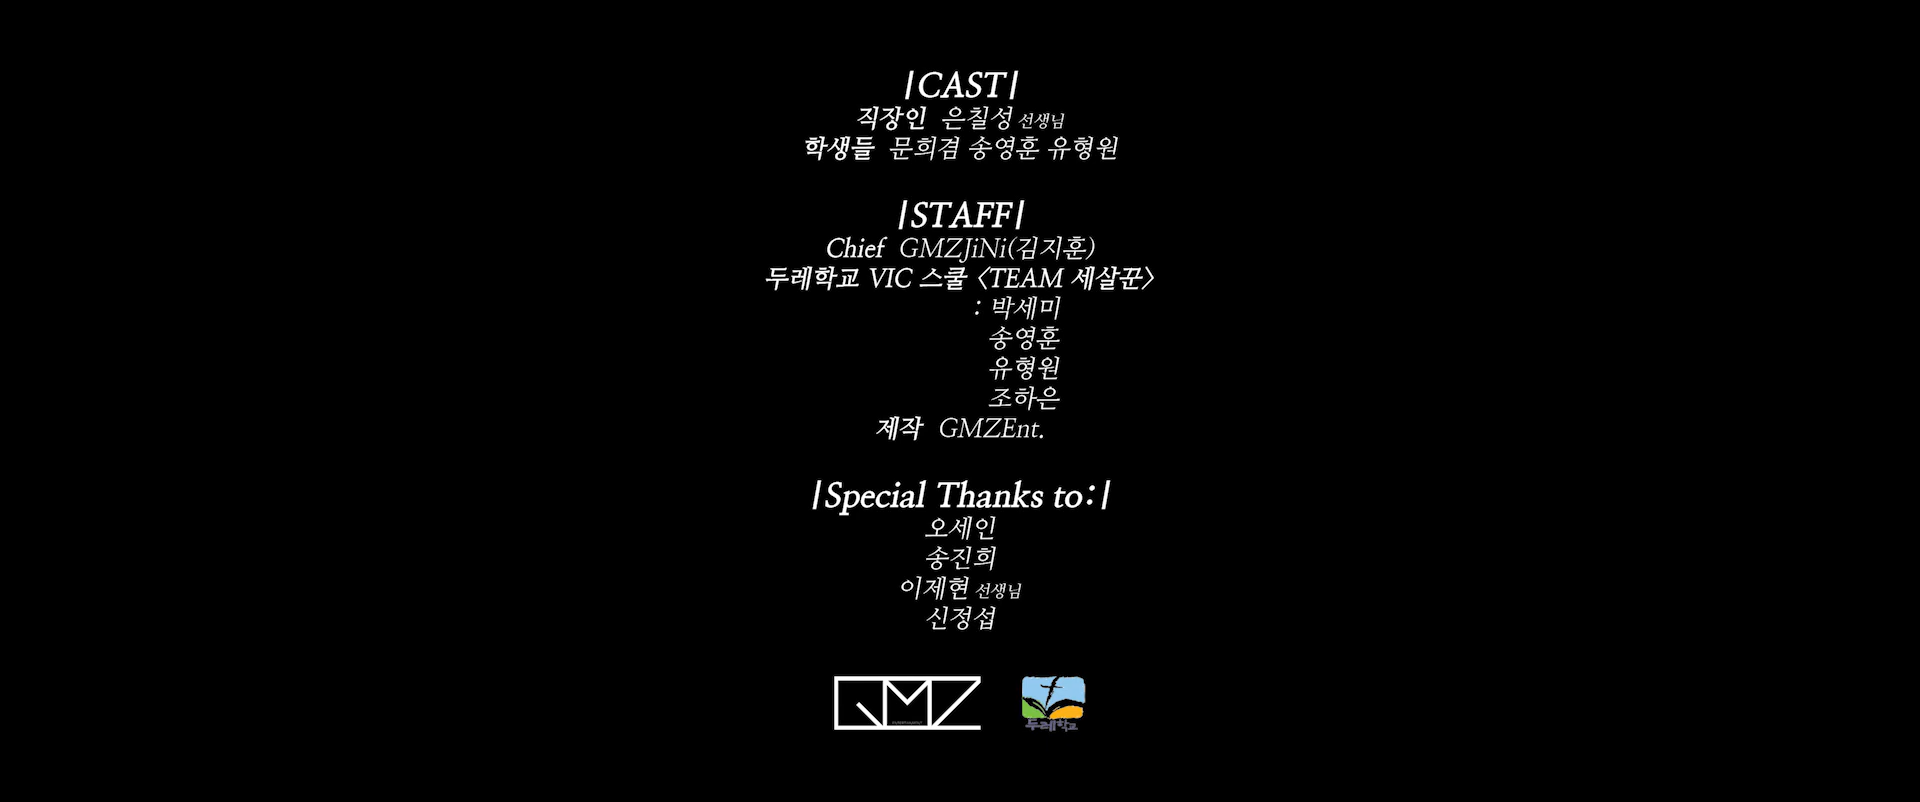 |CAST|
직장인 은칠성 선생님
학생들 문희겸 송영훈 유형원
|STAFF|
Chief GMZJiNi(김지훈)
두레학교 VIC 스쿨 <TEAM 세살꾼>
: 박세미
송영훈
유형원
조하은
제작 GMZEnt.
|Special Thanks to:|
오세인
송진희
이제현 선생님
신정섭
GMZ
두레학교